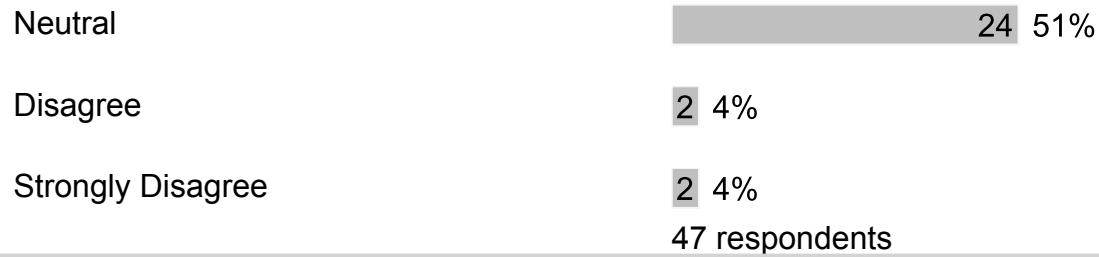 Neutral 24 51%
Disagree 2 4%
Strongly Disagree 2 4%
47 respondents